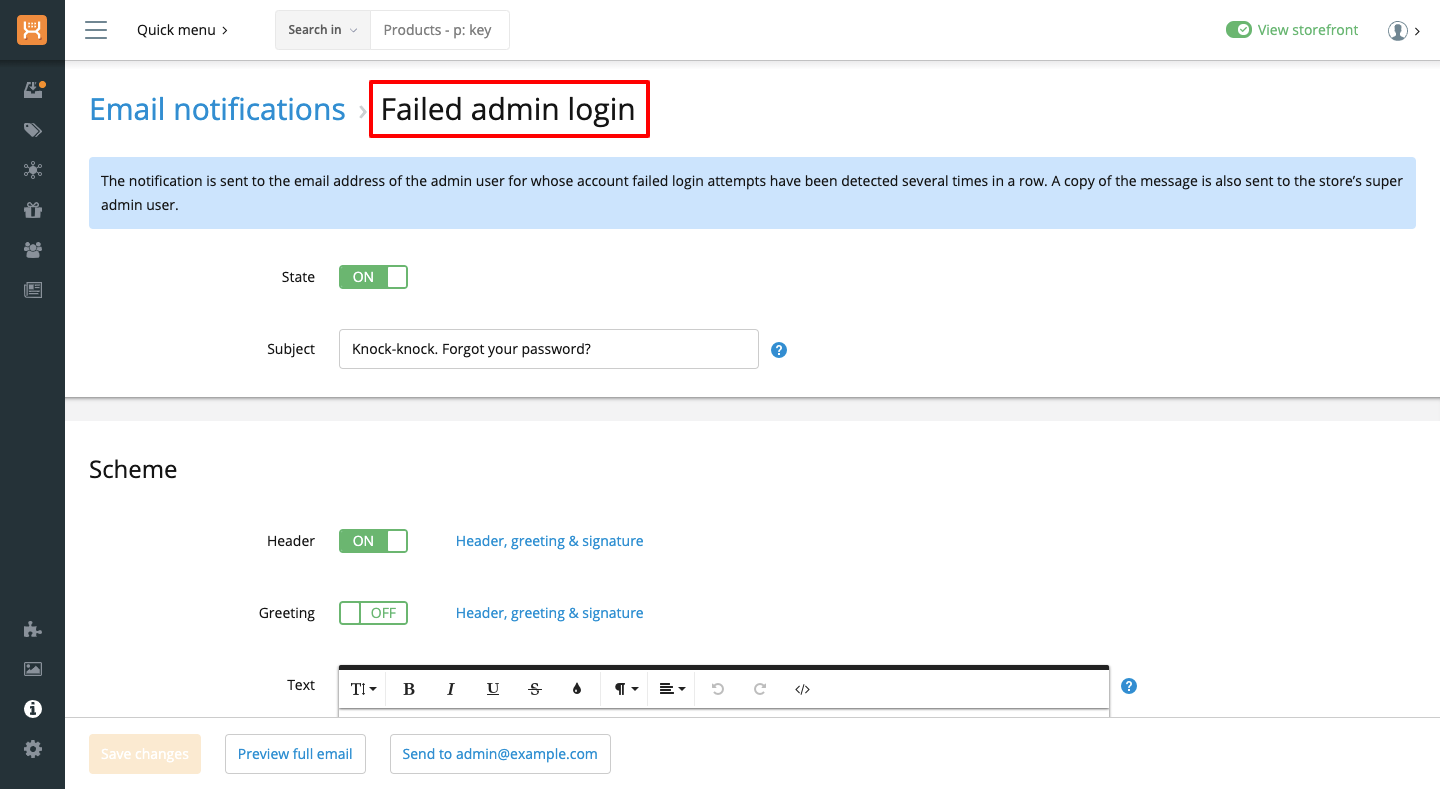 Quick menu ›
Search in
Products - p: key
View storefront
Email notifications › Failed admin login
The notification is sent to the email address of the admin user for whose account failed login attempts have been detected several times in a row. A copy of the message is also sent to the store’s super
admin user.
State
ON
Subject
Knock-knock. Forgot your password?
?
Scheme
Header
ON
Header, greeting & signature
Greeting
OFF
Header, greeting & signature
Text
TI B I U S ¶ </>
?
Save changes
Preview full email
Send to admin@example.com